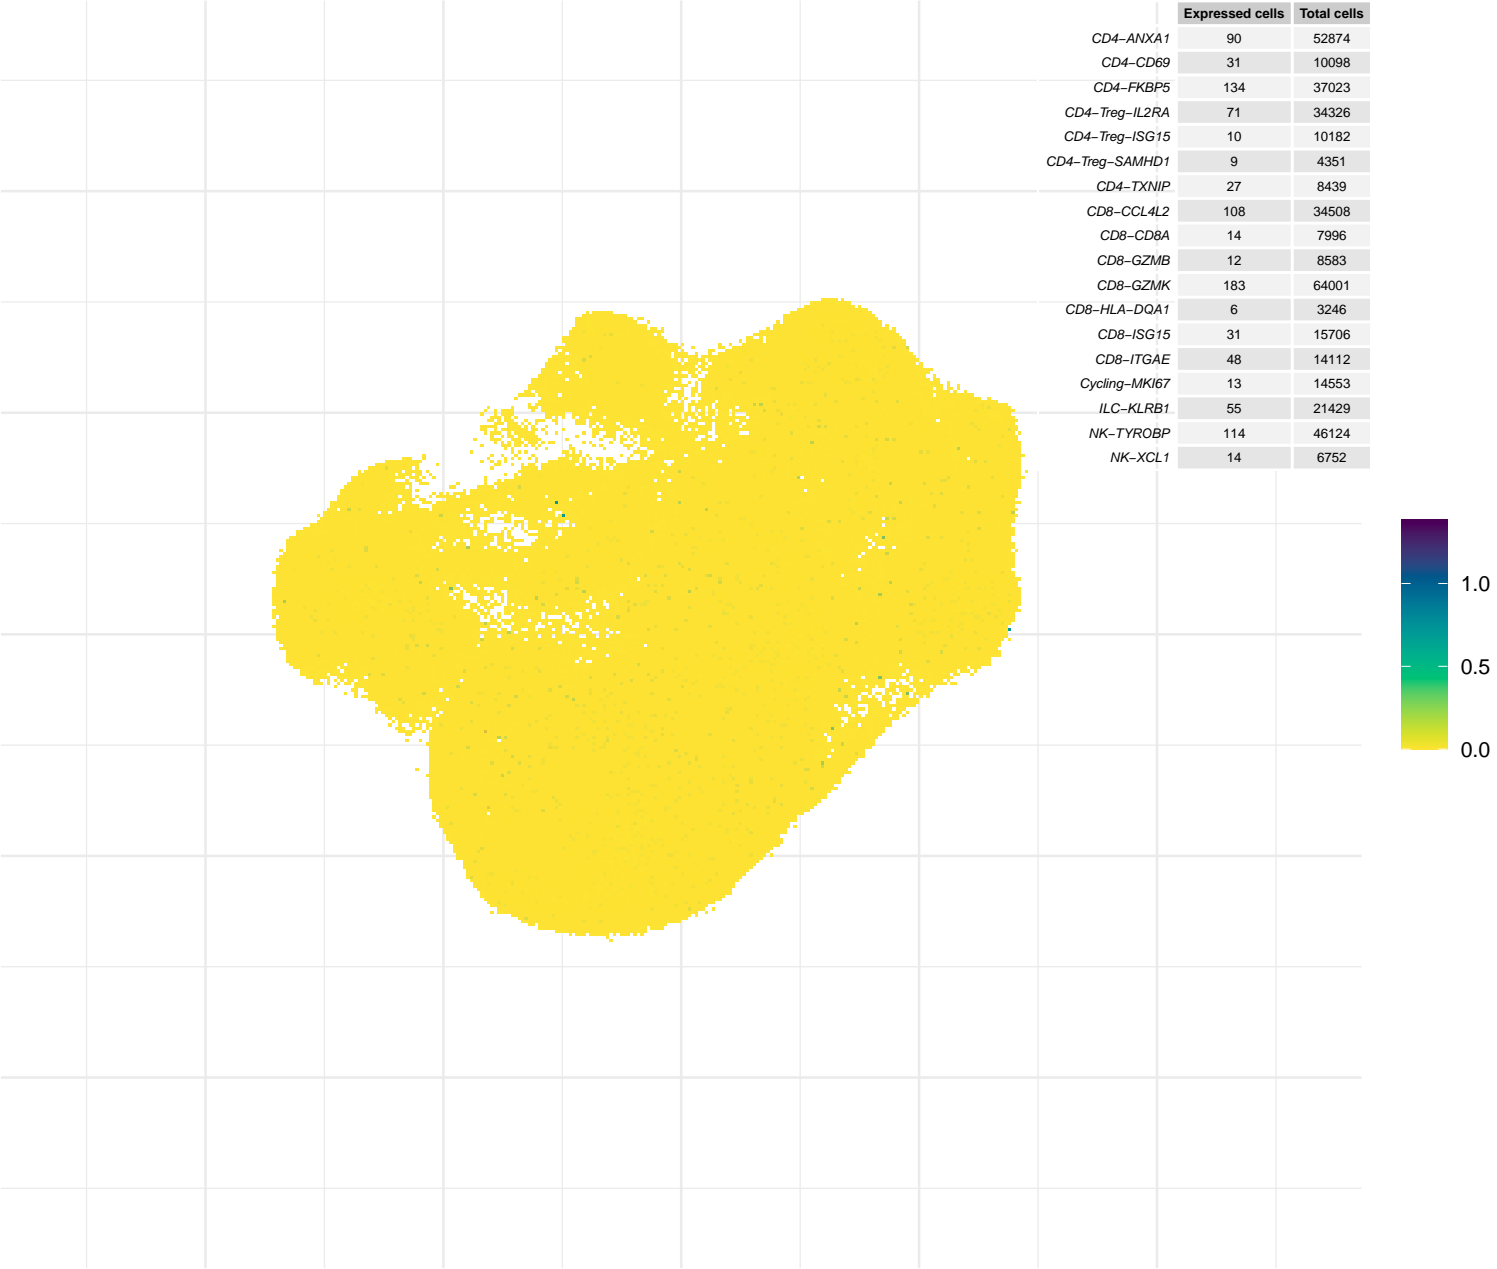 Expressed cells Total cells
CD4−ANXA1 90 52874
CD4−CD69 31 10098
CD4−FKBP5 134 37023
CD4−Treg−IL2RA 71 34326
CD4−Treg−ISG15 10 10182
CD4−Treg−SAMHD1 9 4351
CD4−TXNIP 27 8439
CD8−CCL4L2 108 34508
CD8−CD8A 14 7996
CD8−GZMB 12 8583
CD8−GZMK 183 64001
CD8−HLA−DQA1 6 3246
CD8−ISG15 31 15706
CD8−ITGAE 48 14112
Cycling−MKI67 13 14553
ILC−KLRB1 55 21429
NK−TYROBP 114 46124
NK−XCL1 14 6752
1.0
0.5
0.0